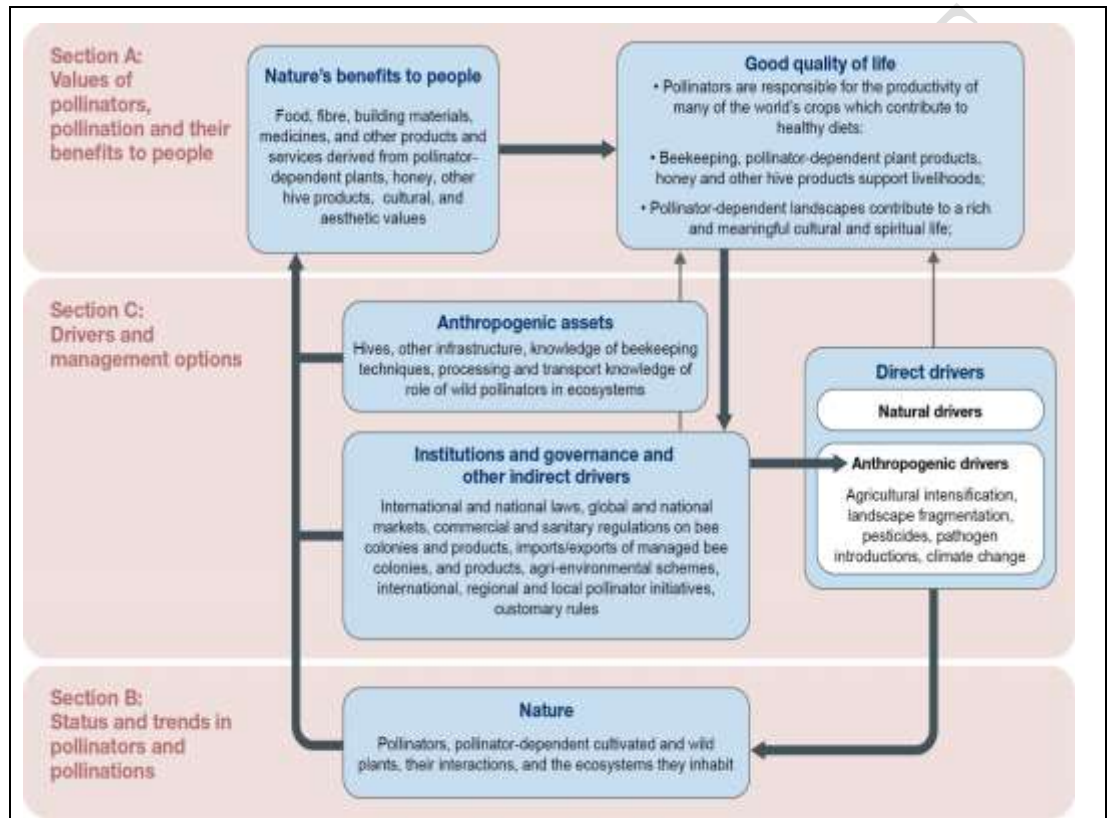 Section A:
Values of
pollinators,
pollination and their
benefits to people
Nature's benefits to people
Food, fibre, building materials,
medicines, and other products and
services derived from pollinator-
dependent plants, honey, other
hive products, cultural, and
aesthetic values
Good quality of life
• Pollinators are responsible for the productivity of
many of the world's crops which contribute to
healthy diets;
• Beekeeping, pollinator-dependent plant products,
honey and other hive products support livelihoods;
• Pollinator-dependent landscapes contribute to a rich
and meaningful cultural and spiritual life;
Section C:
Drivers and
management options
Anthropogenic assets
Hives, other infrastructure, knowledge of beekeeping
techniques, processing and transport knowledge of
role of wild pollinators in ecosystems
Institutions and governance and
other indirect drivers
International and national laws, global and national
markets, commercial and sanitary regulations on bee
colonies and products, imports/exports of managed bee
colonies, and products, agri-environmental schemes,
international, regional and local pollinator initiatives,
customary rules
Direct drivers
Natural drivers
Anthropogenic drivers
Agricultural intensification,
landscape fragmentation,
pesticides, pathogen
introductions, climate change
Section B:
Status and trends in
pollinators and
pollinations
Nature
Pollinators, pollinator-dependent cultivated and wild
plants, their interactions, and the ecosystems they inhabit